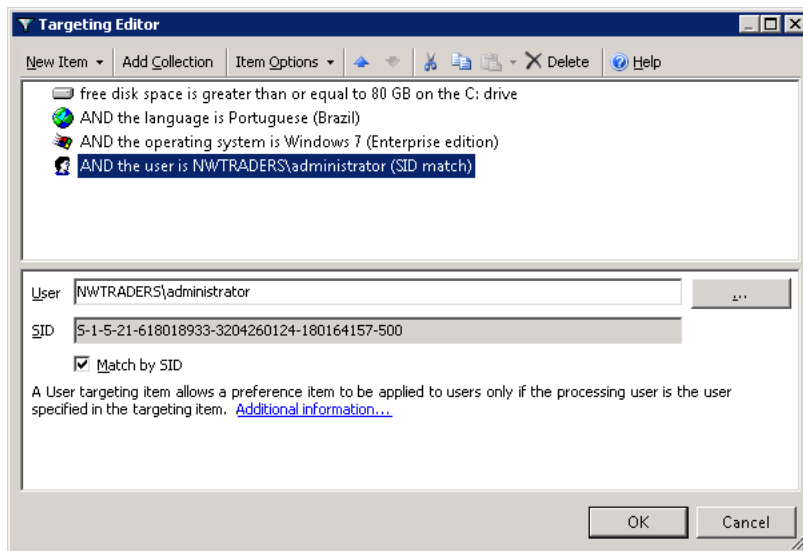 Targeting Editor
New Item Add Collection Item Options Delete Help
free disk space is greater than or equal to 80 GB on the C: drive
AND the language is Portuguese (Brazil)
AND the operating system is Windows 7 (Enterprise edition)
AND the user is NWTRADERS\administrator (SID match)
User NWTRADERS\administrator ...
SID S-1-5-21-618018933-3204260124-180164157-500
Match by SID
A User targeting item allows a preference item to be applied to users only if the processing user is the user
specified in the targeting item. Additional information...
OK Cancel